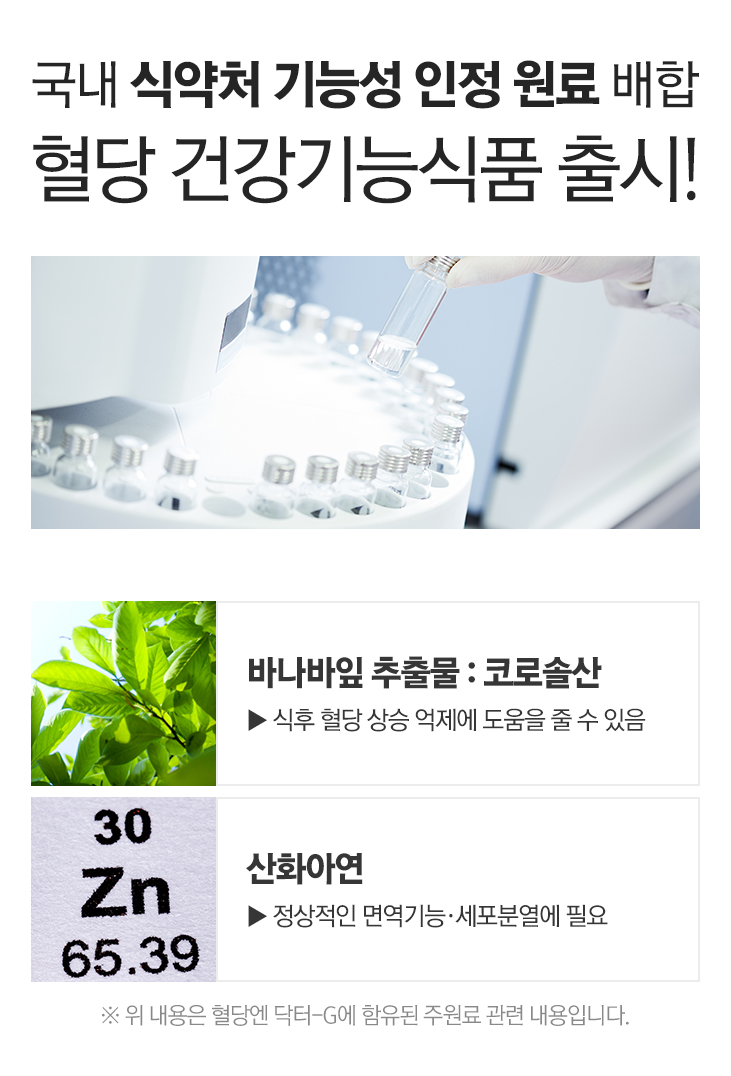 국내 식약처 기능성 인정 원료 배합
혈당 건강기능식품 출시!
바나바잎 추출물 : 코로솔산
▶ 식후 혈당 상승 억제에 도움을 줄 수 있음
30
Zn
65.39
산화아연
▶ 정상적인 면역기능·세포분열에 필요
※ 위 내용은 혈당엔 닥터-G에 함유된 주원료 관련 내용입니다.